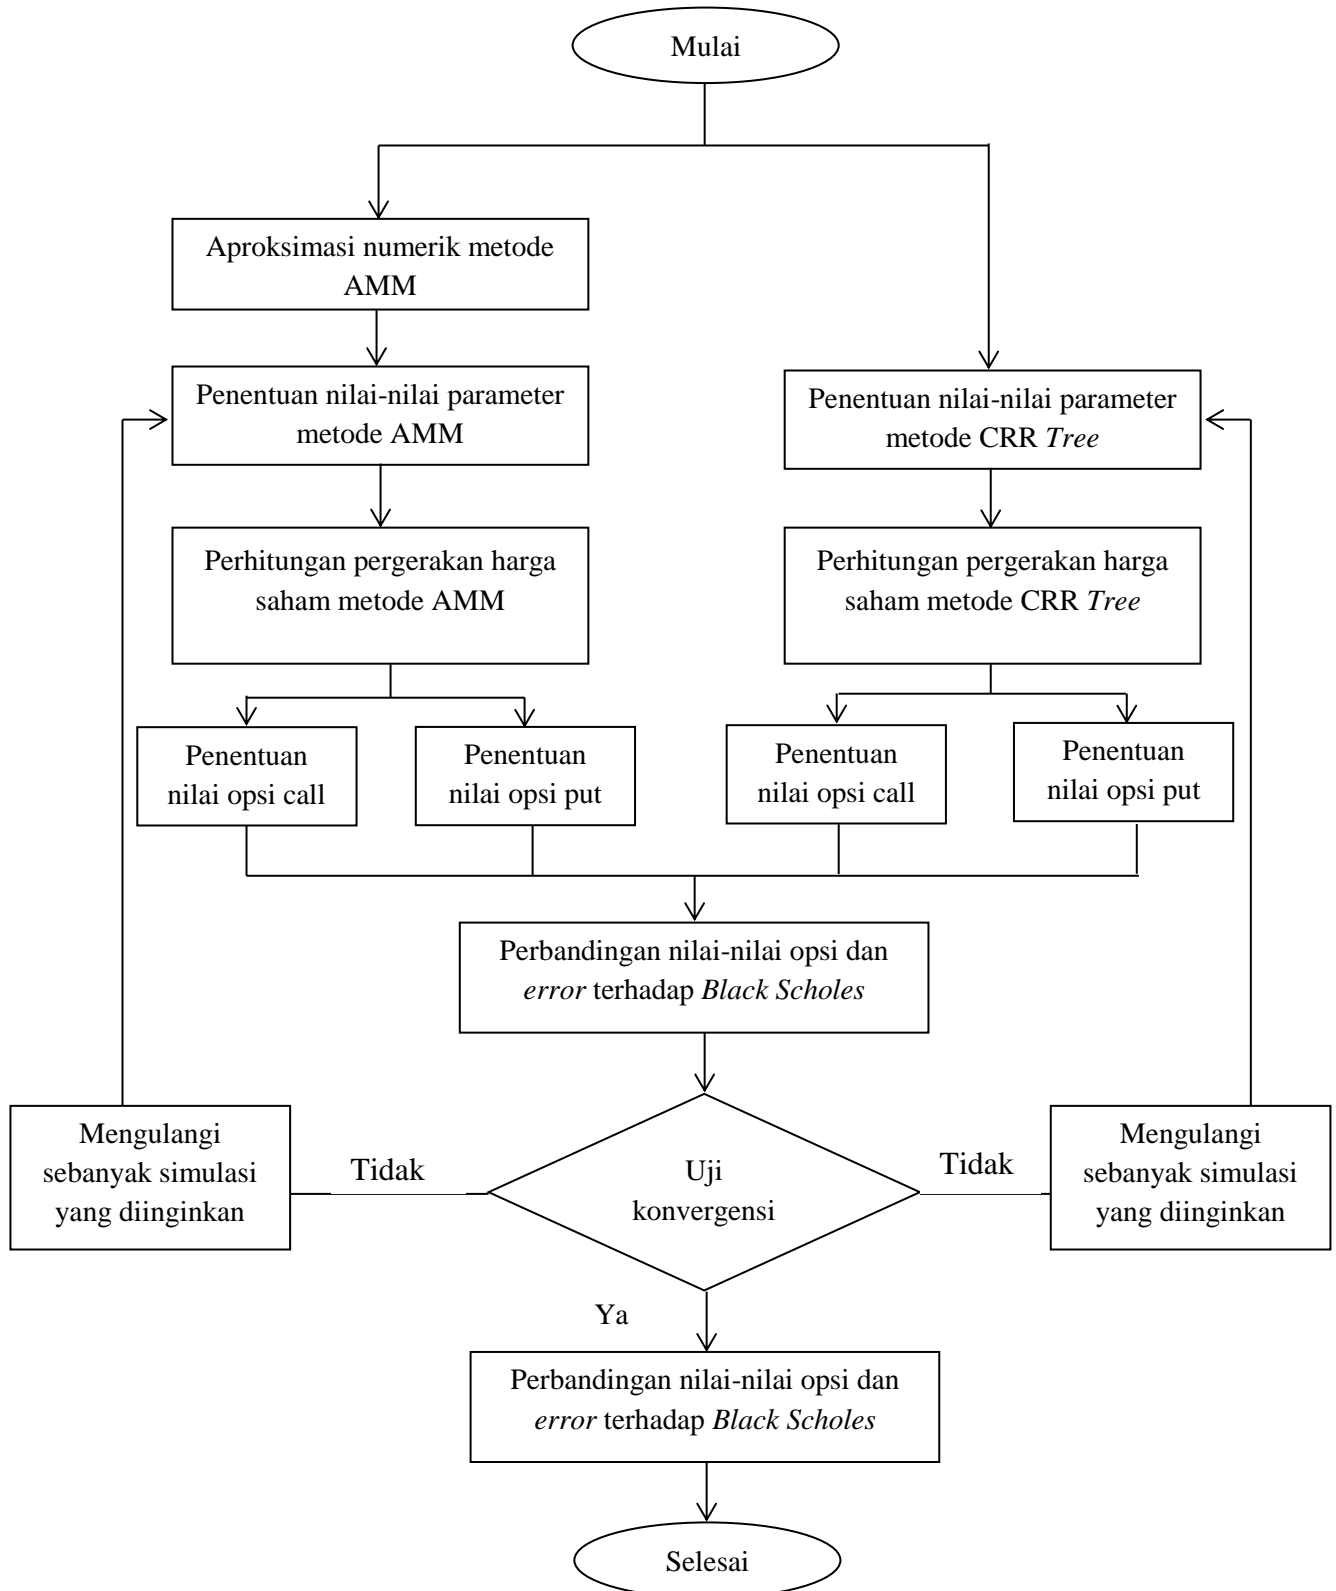 Mulai
Aproksimasi numerik metode
AMM
Penentuan nilai-nilai parameter
metode AMM
Penentuan nilai-nilai parameter
metode CRR Tree
Perhitungan pergerakan harga
saham metode AMM
Perhitungan pergerakan harga
saham metode CRR Tree
Penentuan
nilai opsi call
Penentuan
nilai opsi put
Penentuan
nilai opsi call
Penentuan
nilai opsi put
Perbandingan nilai-nilai opsi dan
error terhadap Black Scholes
Mengulangi
sebanyak simulasi
yang diinginkan
Tidak
Uji
konvergensi
Tidak
Mengulangi
sebanyak simulasi
yang diinginkan
Ya
Perbandingan nilai-nilai opsi dan
error terhadap Black Scholes
Selesai